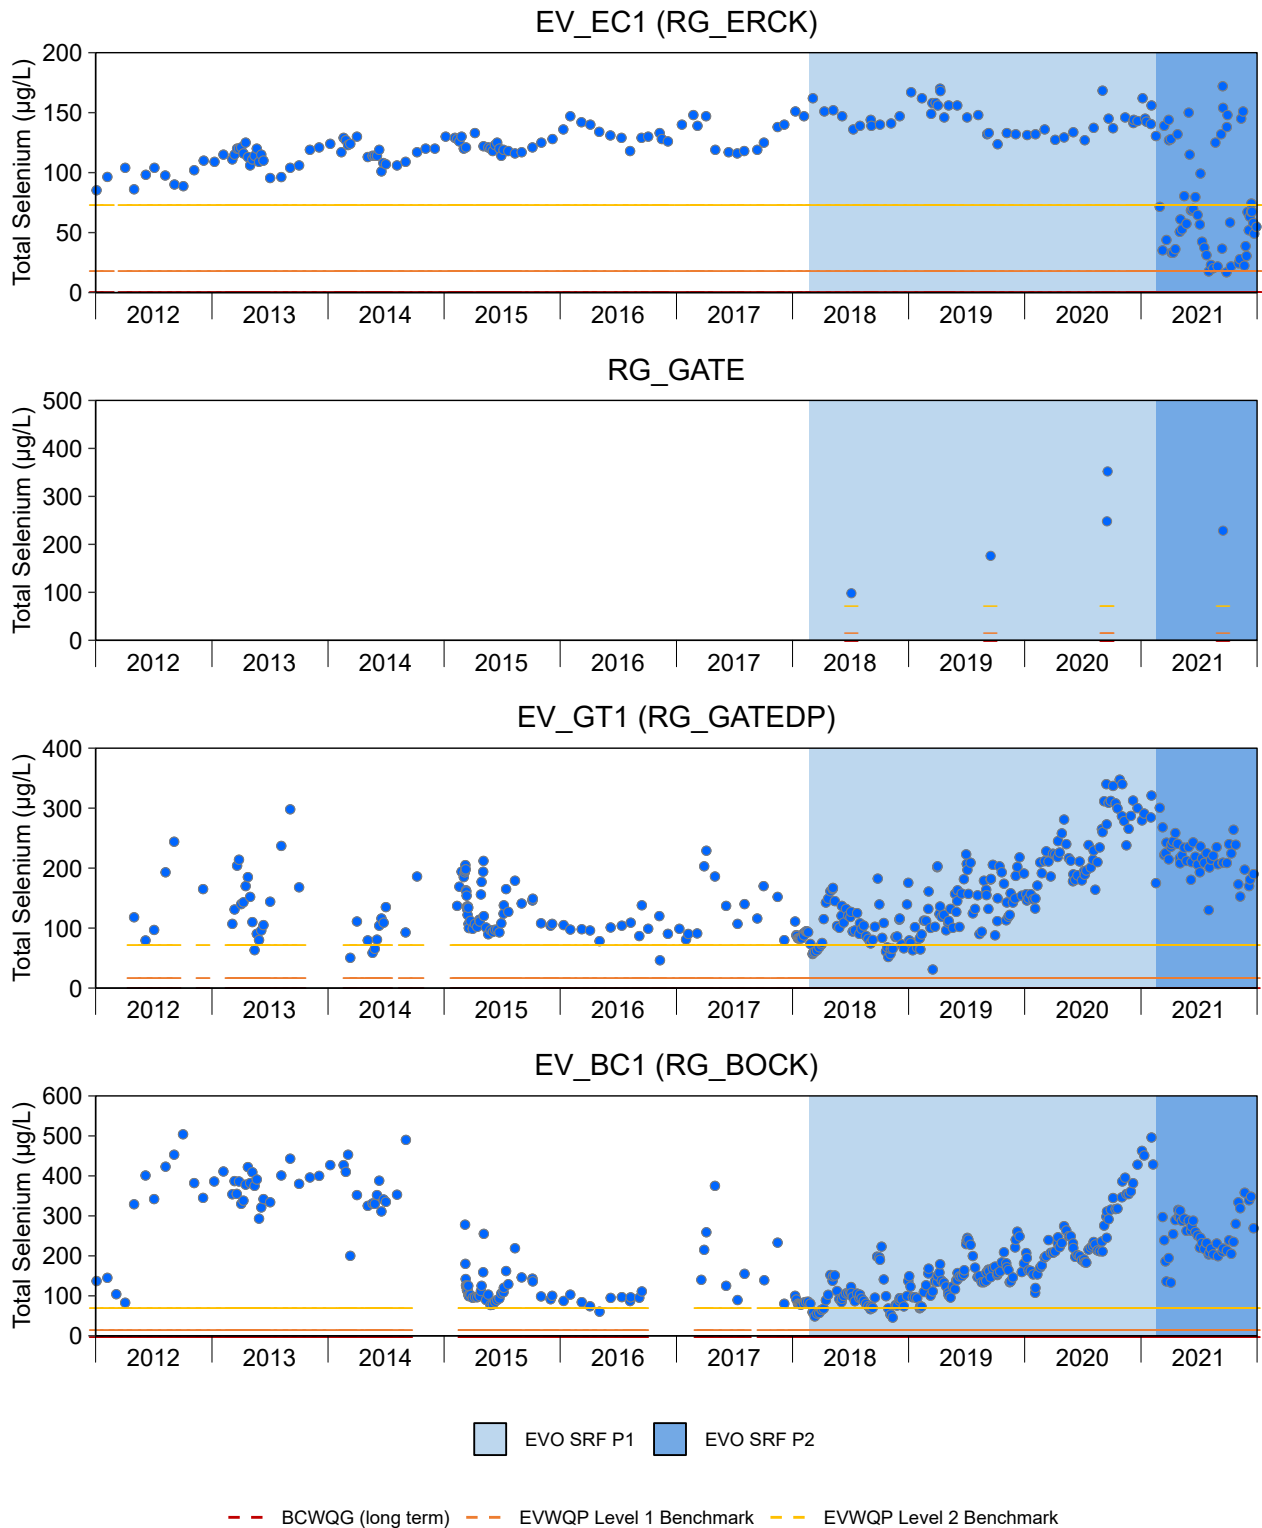 EV_EC1 (RG_ERCK)
Total Selenium (µg/L)
200
150
100
50
0
2012 2013 2014 2015 2016 2017 2018 2019 2020 2021
RG_GATE
Total Selenium (µg/L)
500
400
300
200
100
0
2012 2013 2014 2015 2016 2017 2018 2019 2020 2021
EV_GT1 (RG_GATEDP)
Total Selenium (µg/L)
400
300
200
100
0
2012 2013 2014 2015 2016 2017 2018 2019 2020 2021
EV_BC1 (RG_BOCK)
Total Selenium (µg/L)
600
500
400
300
200
100
0
2012 2013 2014 2015 2016 2017 2018 2019 2020 2021
EVO SRF P1 EVO SRF P2
BCWQG (long term) EVWQP Level 1 Benchmark EVWQP Level 2 Benchmark